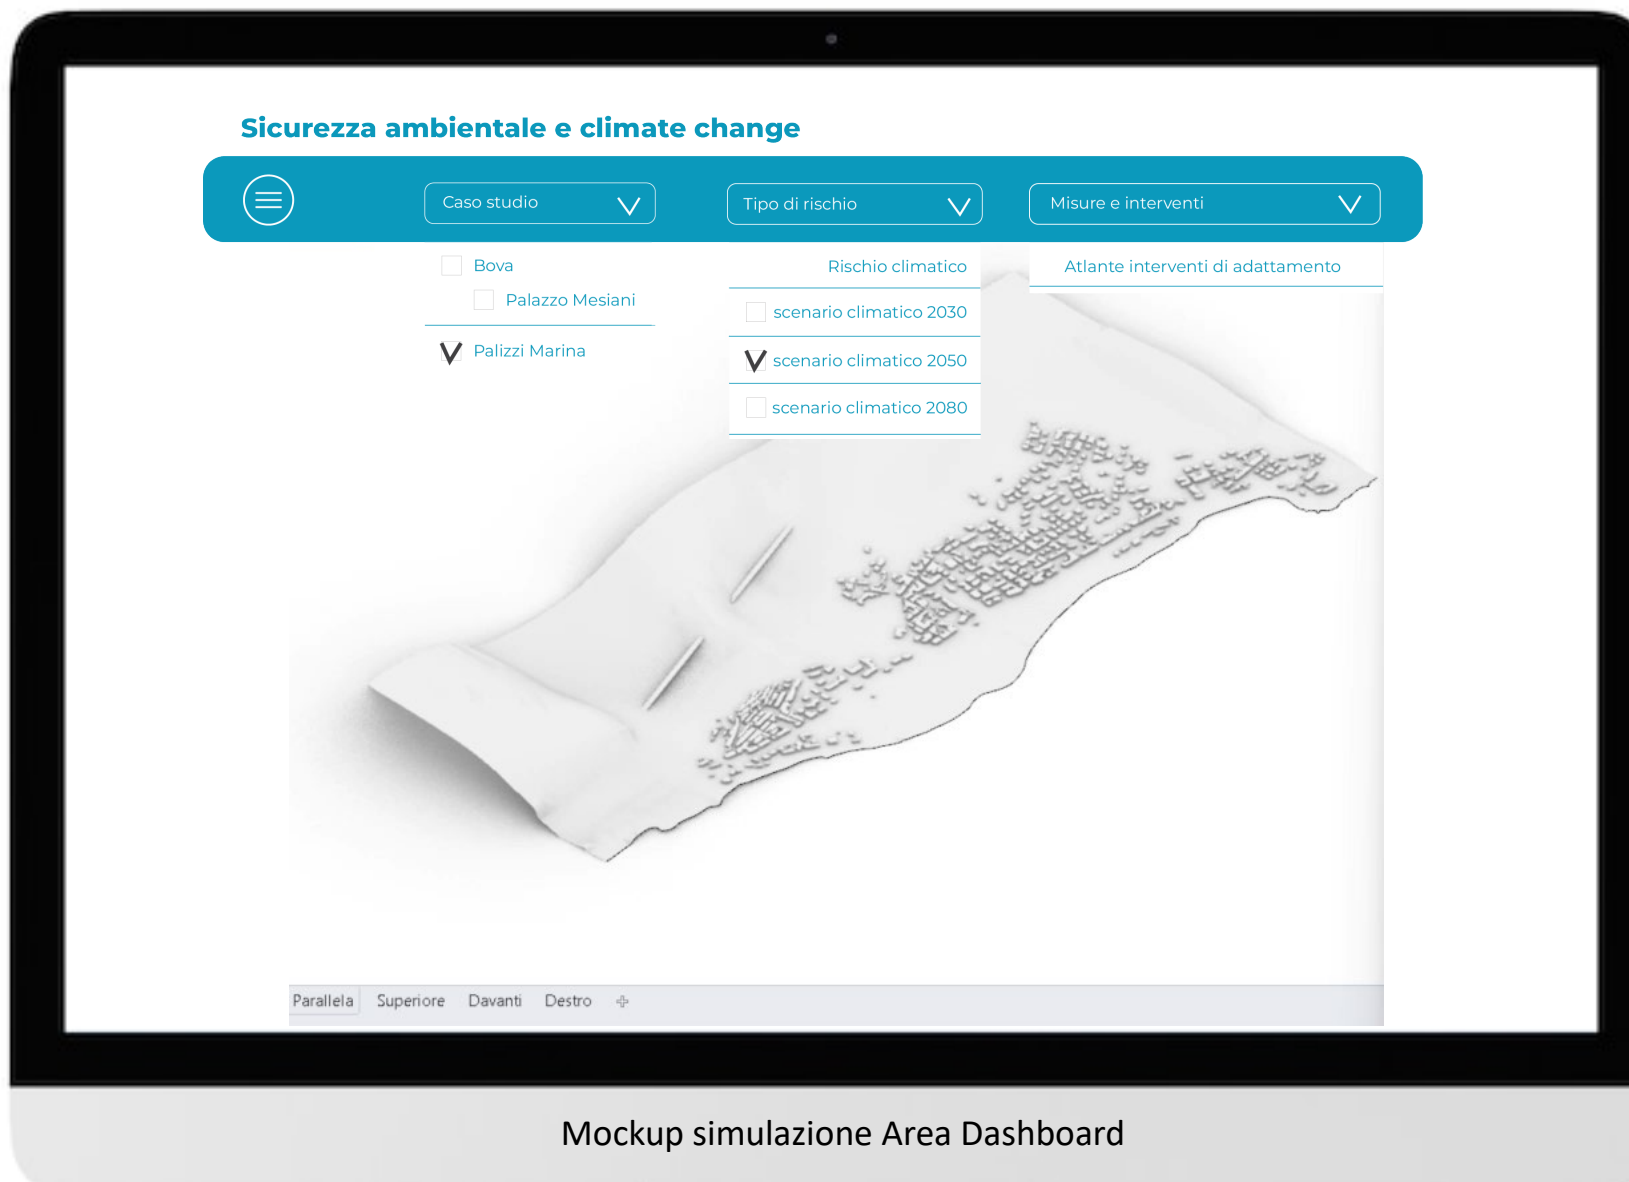 Sicurezza ambientale e climate change
Caso studio
Tipo di rischio
Misure e interventi
Bova
Palazzo Mesiani
Palizzi Marina
Rischio climatico
scenario climatico 2030
scenario climatico 2050
scenario climatico 2080
Atlante interventi di adattamento
Parallela Superiore Davanti Destro
Mockup simulazione Area Dashboard